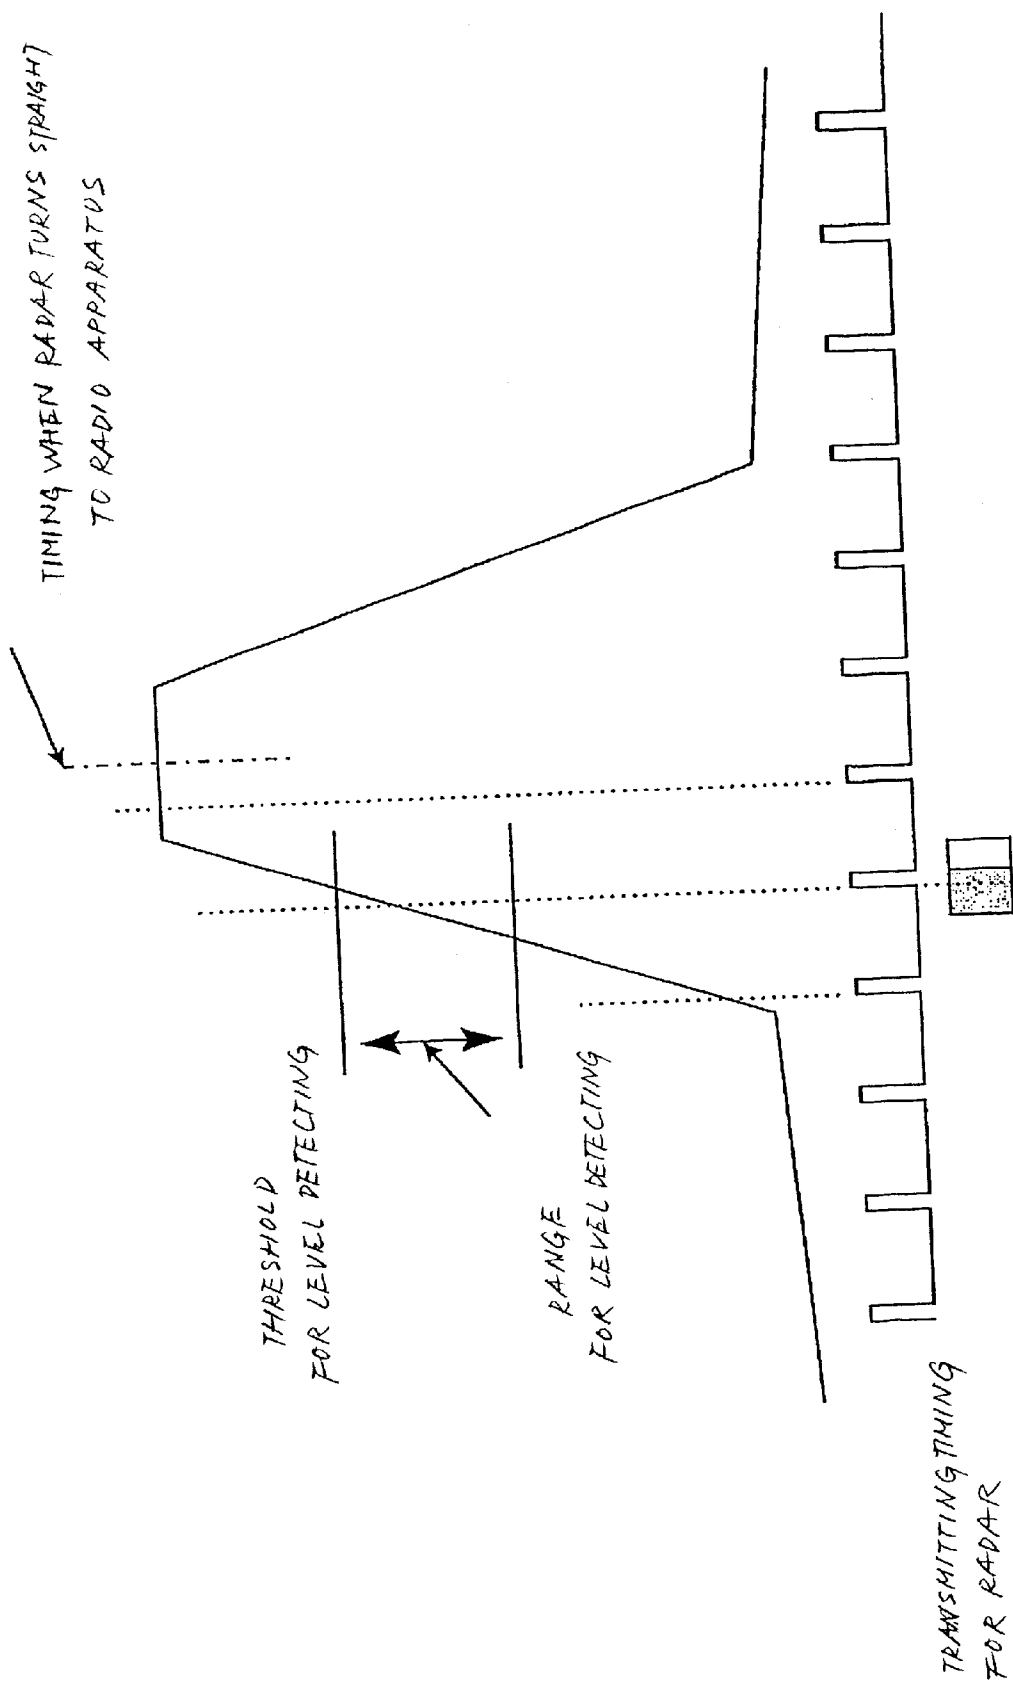 TIMING WHEN RADAR TURNS STRAIGHT
TO RADIO APPARATUS
THRESHOLD
FOR LEVEL DETECTING
RANGE
FOR LEVEL DETECTING
TRANSMITTING TIMING
FOR RADAR